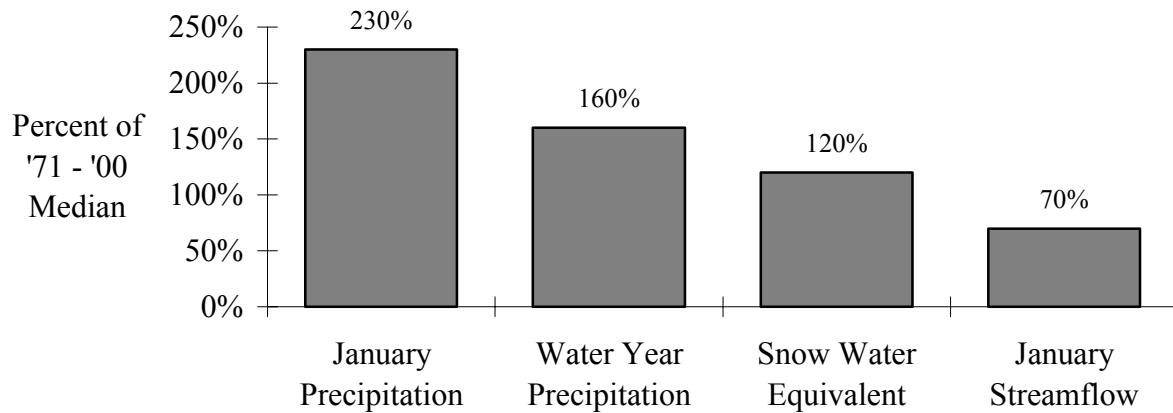 250%
200%
150%
100%
50%
0%
Percent of
'71 - '00
Median
230%
160%
120%
70%
January
Precipitation
Water Year
Precipitation
Snow Water
Equivalent
January
Streamflow